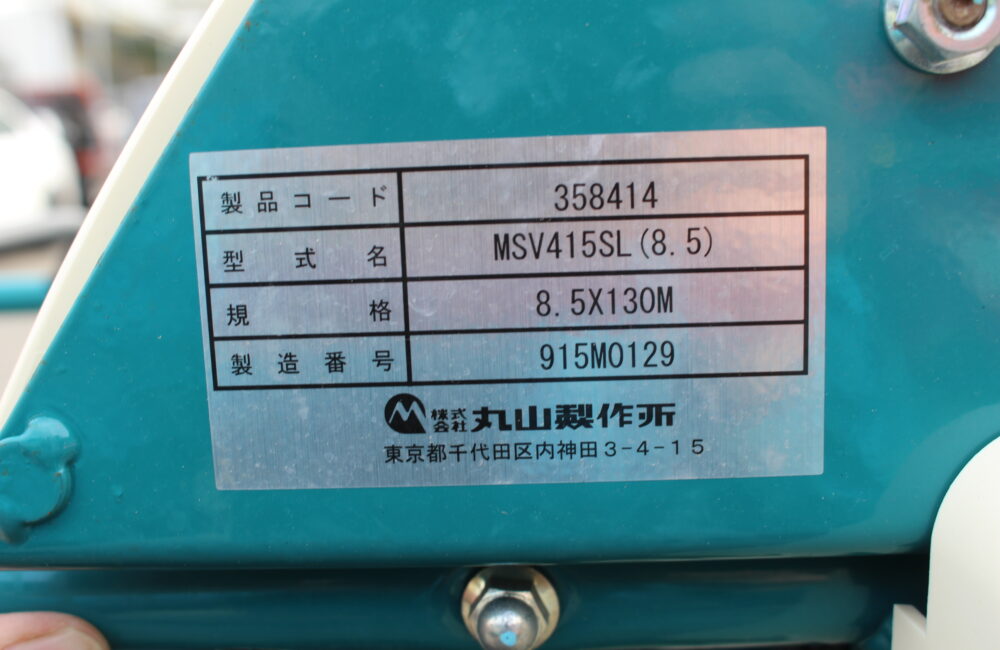 製品コード 358414
型式名 MSV415SL(8.5)
規格 8.5X130M
製造番号 915M0129
株式会社 丸山製作所
東京都千代田区内神田3-4-15